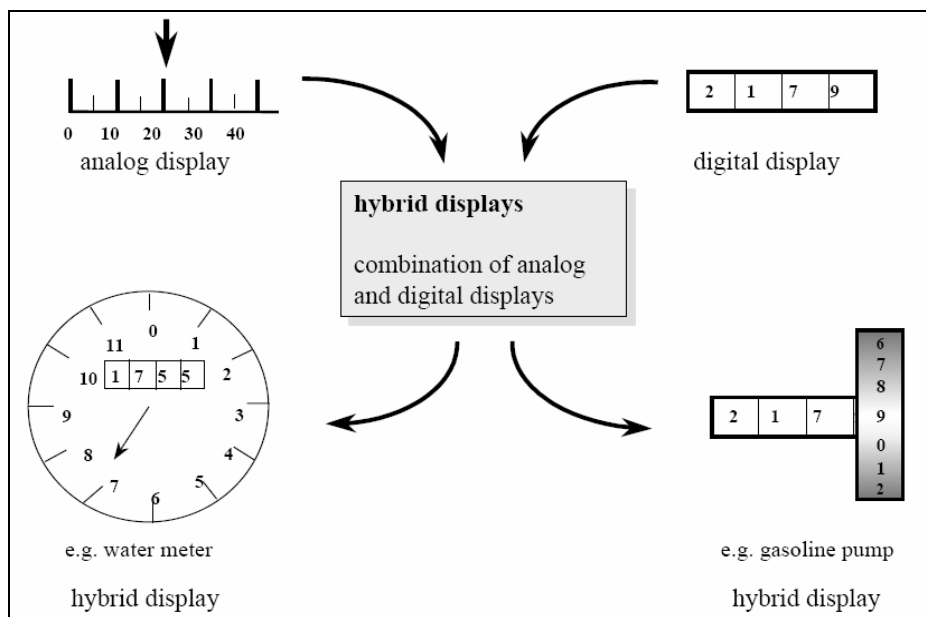 0 10 20 30 40
analog display
2 1 7 9
digital display
hybrid displays
combination of analog
and digital displays
0
11
1
10
1 7 5 5
2
9
3
8
4
7
5
6
e.g. water meter
hybrid display
6
7
8
2 1 7
9
0
1
2
e.g. gasoline pump
hybrid display